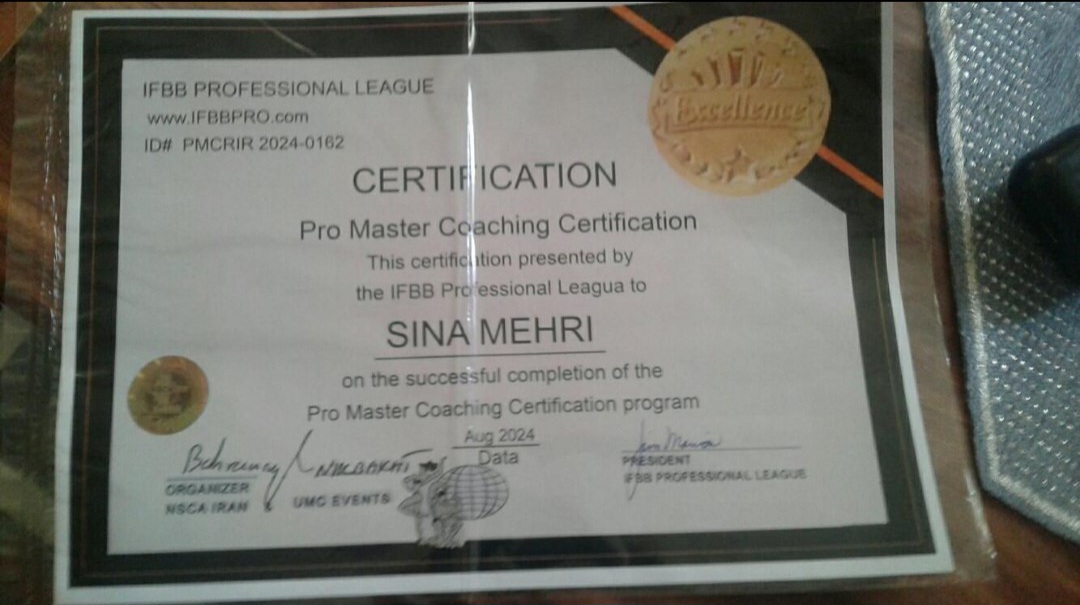 IFBB PROFESSIONAL LEAGUE
www.IFBBPRO.com
ID# PMCRIR 2024-0162
Excellence
CERTIFICATION
Pro Master Coaching Certification
This certification presented by
the IFBB Professional Leagua to
SINA MEHRI
on the successful completion of the
Pro Master Coaching Certification program
Aug 2024
Data
ORGANIZER
NSCA IRAN
UMC EVENTS
PRESIDENT
IFBB PROFESSIONAL LEAGUE